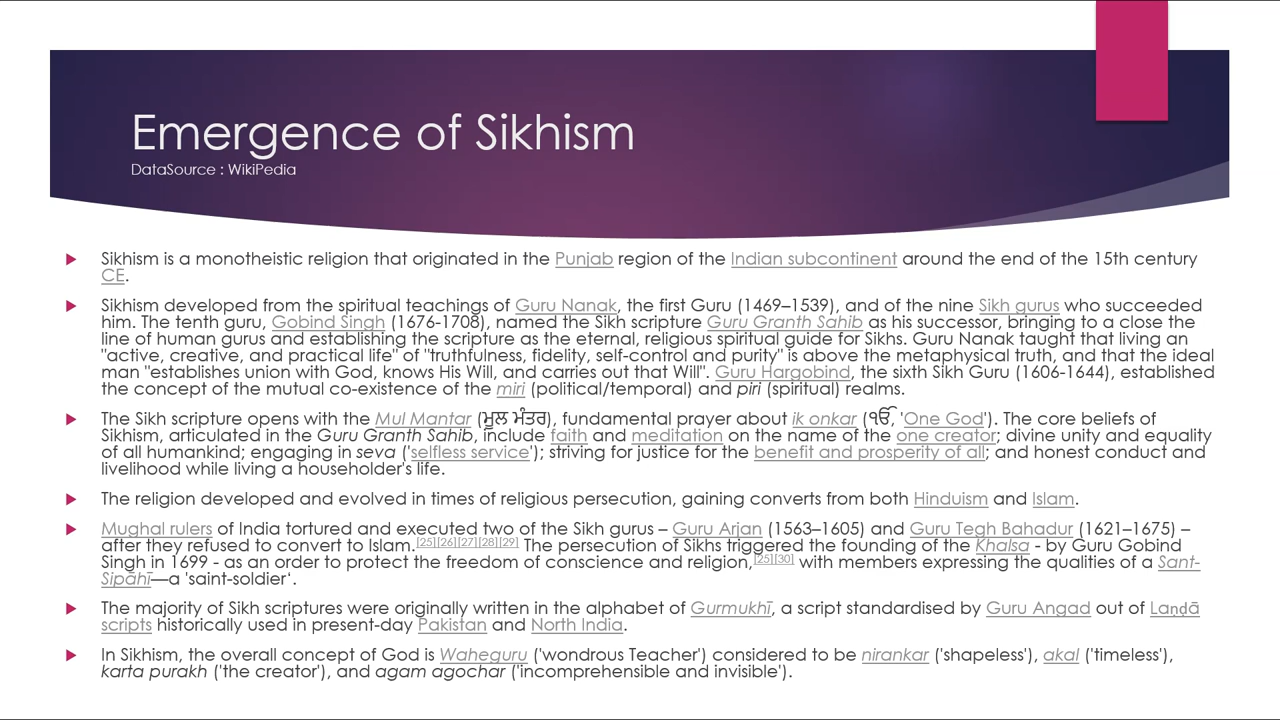 Emergence of Sikhism
DataSource : WikiPedia
Sikhism is a monotheistic religion that originated in the Punjab region of the Indian subcontinent around the end of the 15th century
CE.
Sikhism developed from the spiritual teachings of Guru Nanak, the first Guru (1469–1539), and of the nine Sikh gurus who succeeded
him. The tenth guru, Gobind Singh (1676-1708), named the Sikh scripture Guru Granth Sahib as his successor, bringing to a close the
line of human gurus and establishing the scripture as the eternal, religious spiritual guide for Sikhs. Guru Nanak taught that living an
"active, creative, and practical life" of "truthfulness, fidelity, self-control and purity" is above the metaphysical truth, and that the ideal
man "establishes union with God, knows His Will, and carries out that Will". Guru Hargobind, the sixth Sikh Guru (1606-1644), established
the concept of the mutual co-existence of the miri (political/temporal) and piri (spiritual) realms.
The Sikh scripture opens with the Mul Mantar (ਮੂਲ ਮੰਤਰ), fundamental prayer about ik onkar (ੴ, 'One God'). The core beliefs of
Sikhism, articulated in the Guru Granth Sahib, include faith and meditation on the name of the one creator; divine unity and equality
of all humankind; engaging in seva ('selfless service'); striving for justice for the benefit and prosperity of all; and honest conduct and
livelihood while living a householder's life.
The religion developed and evolved in times of religious persecution, gaining converts from both Hinduism and Islam.
Mughal rulers of India tortured and executed two of the Sikh gurus – Guru Arjan (1563–1605) and Guru Tegh Bahadur (1621–1675) –
after they refused to convert to Islam.[25][26][27][28][29] The persecution of Sikhs triggered the founding of the Khalsa - by Guru Gobind
Singh in 1699 - as an order to protect the freedom of conscience and religion,[25][30] with members expressing the qualities of a Sant-
Sipāhī—a 'saint-soldier'.
The majority of Sikh scriptures were originally written in the alphabet of Gurmukhī, a script standardised by Guru Angad out of Laṇḍā
scripts historically used in present-day Pakistan and North India.
In Sikhism, the overall concept of God is Waheguru ('wondrous Teacher') considered to be nirankar ('shapeless'), akal ('timeless'),
karta purakh ('the creator'), and agam agochar ('incomprehensible and invisible').